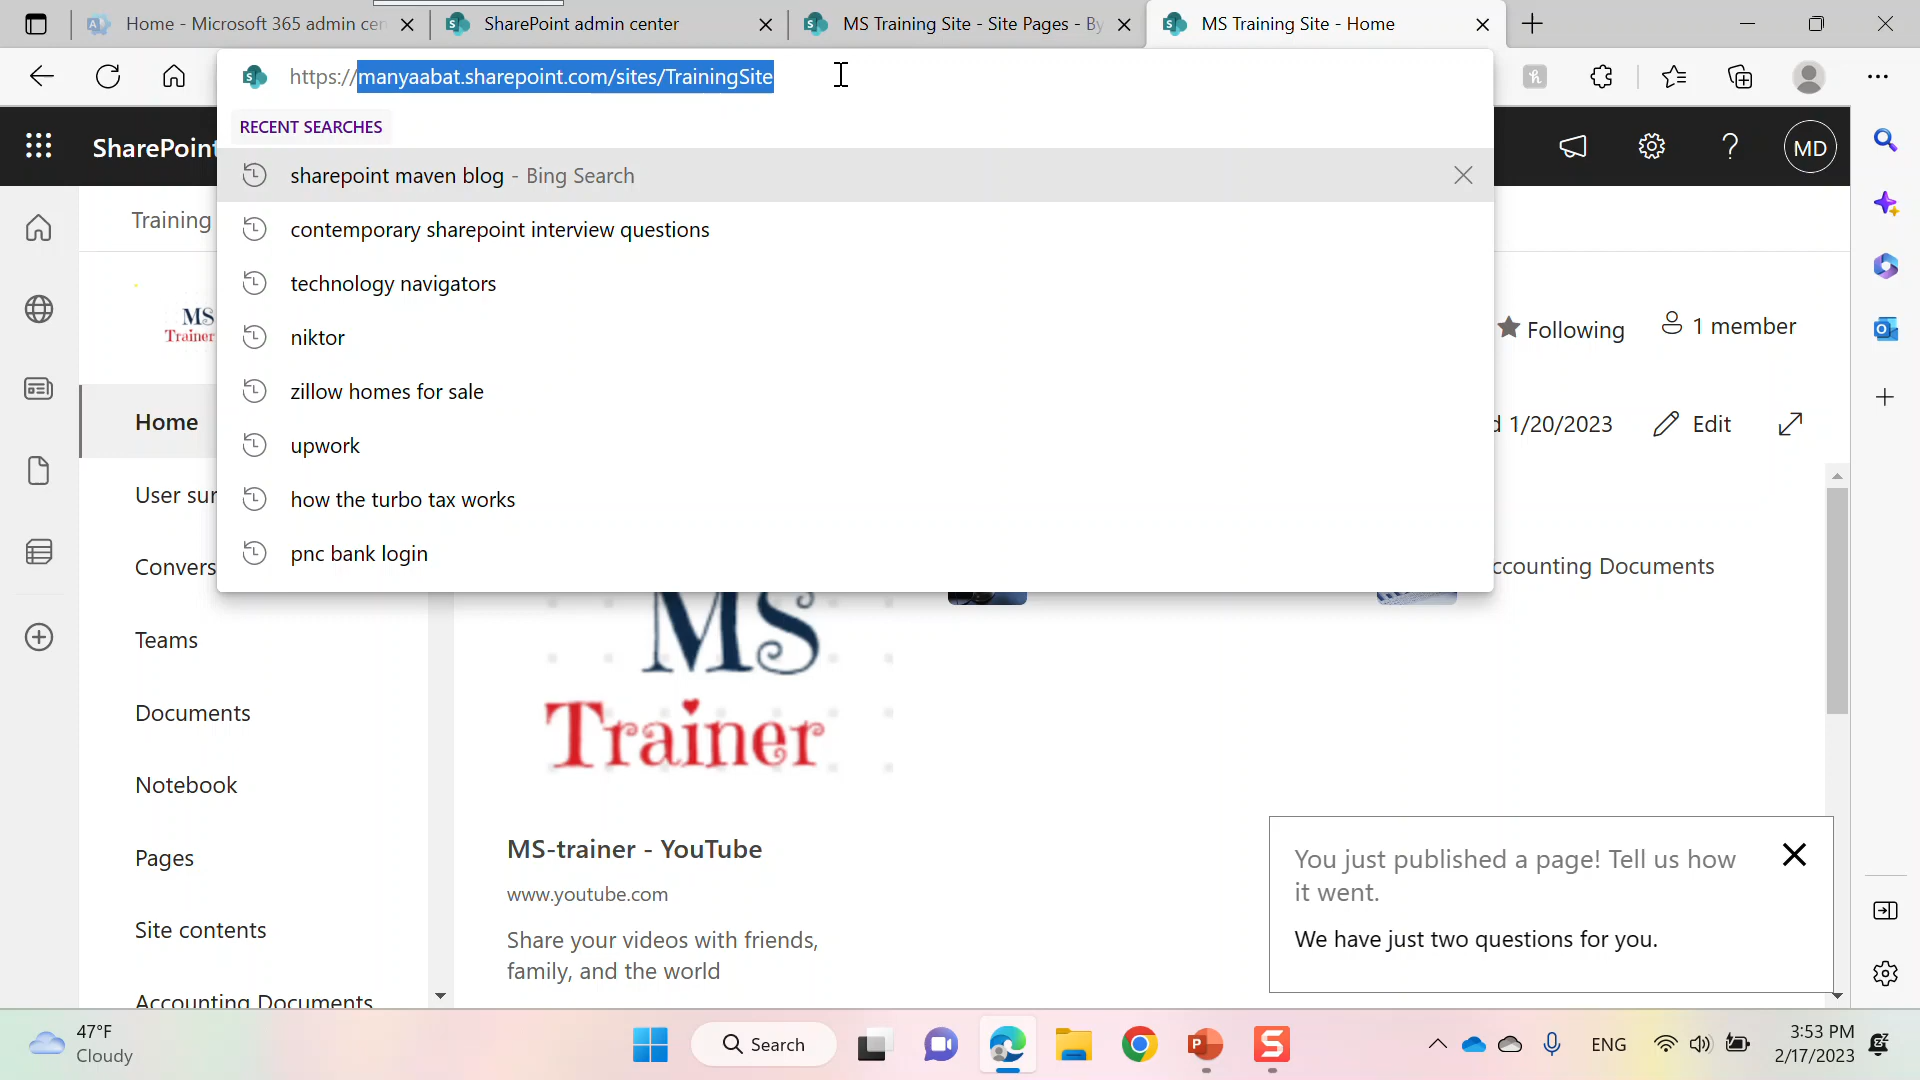 Home - Microsoft 365 admin cen
SharePoint admin center
MS Training Site - Site Pages - By
MS Training Site - Home
https://manyaabat.sharepoint.com/sites/TrainingSite
RECENT SEARCHES
SharePoint
MD
sharepoint maven blog - Bing Search
contemporary sharepoint interview questions
technology navigators
niktor
zillow homes for sale
upwork
how the turbo tax works
pnc bank login
Training
MS
Trainer
Following
1 member
Home
1/20/2023
Edit
User sur
Convers
ccounting Documents
Teams
Documents
Notebook
Pages
Site contents
Accounting Documents
MS
Trainer
MS-trainer - YouTube
www.youtube.com
Share your videos with friends,
family, and the world
You just published a page! Tell us how
it went.
We have just two questions for you.
47°F
Cloudy
Search
ENG
3:53 PM
2/17/2023